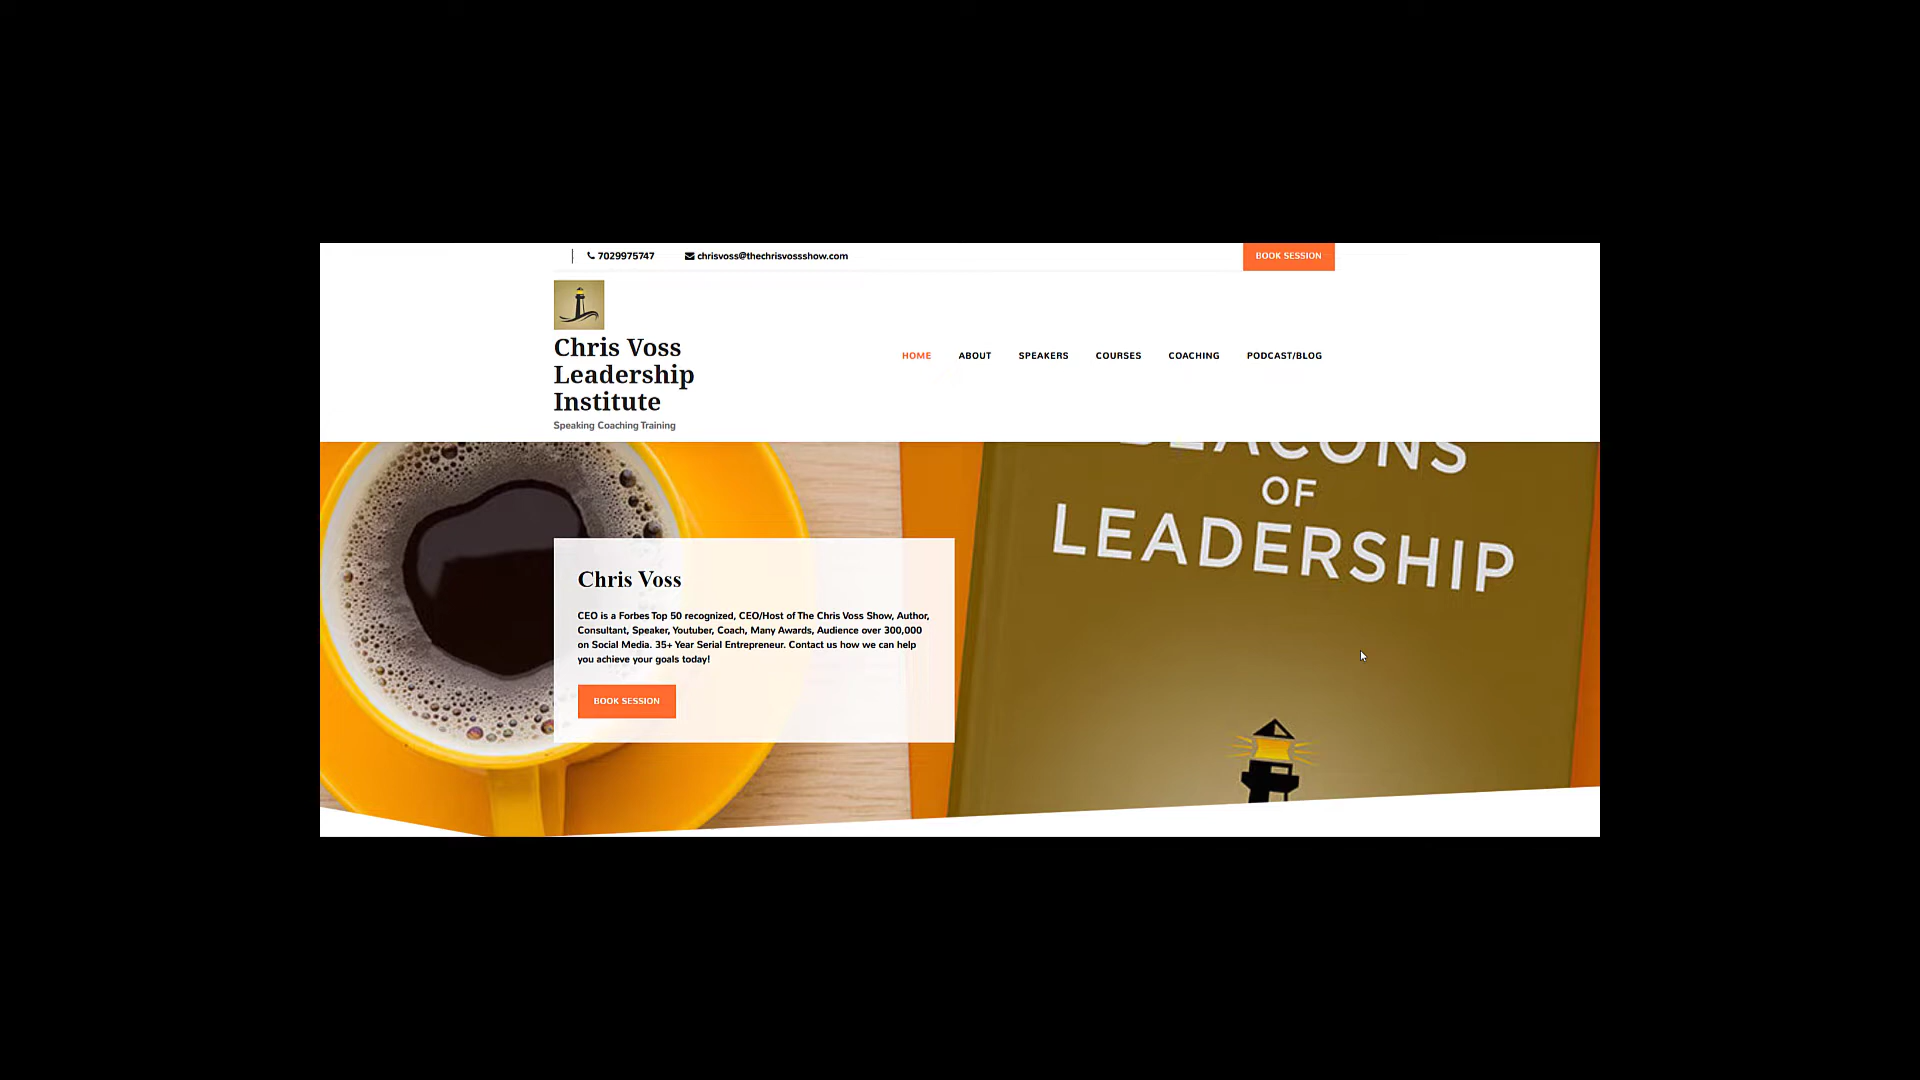 7029975747 chrisvoss@thechrisvossshow.com BOOK SESSION
Chris Voss
Leadership
Institute
Speaking Coaching Training
HOME ABOUT SPEAKERS COURSES COACHING PODCAST/BLOG
BEACONS
OF
LEADERSHIP
Chris Voss
CEO is a Forbes Top 50 recognized, CEO/Host of The Chris Voss Show, Author,
Consultant, Speaker, Youtuber, Coach, Many Awards, Audience over 300,000
on Social Media. 35+ Year Serial Entrepreneur. Contact us how we can help
you achieve your goals today!
BOOK SESSION